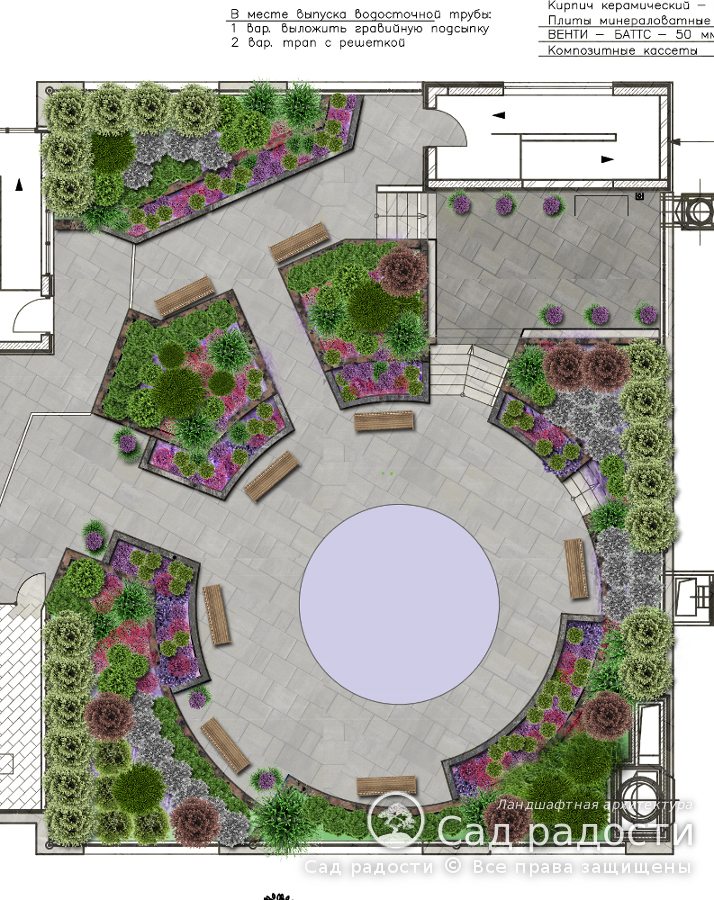 В месте выпуска водосточной трубы:
1 вар. выложить гравийную подсыпку
2 вар. трап с решеткой
Кирпич керамический –
Плиты минераловатные
ВЕНТИ – БАТТС – 50 мм
Композитные кассеты
Ландшафтная архитектура
Сад радости
Сад радости © Все права защищены